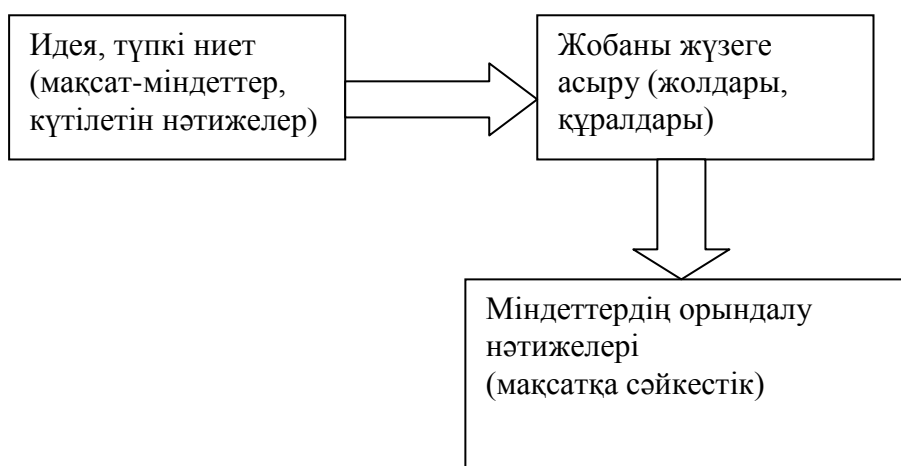 Идея, түпкі ниет
(мақсат-міндеттер,
күтілетін нәтижелер)
Жобаны жүзеге
асыру (жолдары,
құралдары)
Міндеттердің орындалу
нәтижелері
(мақсатқа сәйкестік)